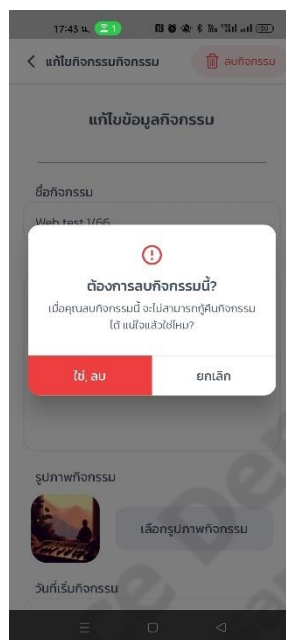 17:43 น. 1
30
แก้ไขกิจกรรมกิจกรรม
ลบกิจกรรม
แก้ไขข้อมูลกิจกรรม
ชื่อกิจกรรม
Web test 1/66
ต้องการลบกิจกรรมนี้?
เมื่อคุณลบกิจกรรมนี้ จะไม่สามารถกู้คืนกิจกรรม
ได้ แน่ใจแล้วใช่ไหม?
ใช่, ลบ
ยกเลิก
รูปภาพกิจกรรม
เลือกรูปภาพกิจกรรม
วันที่เริ่มกิจกรรม